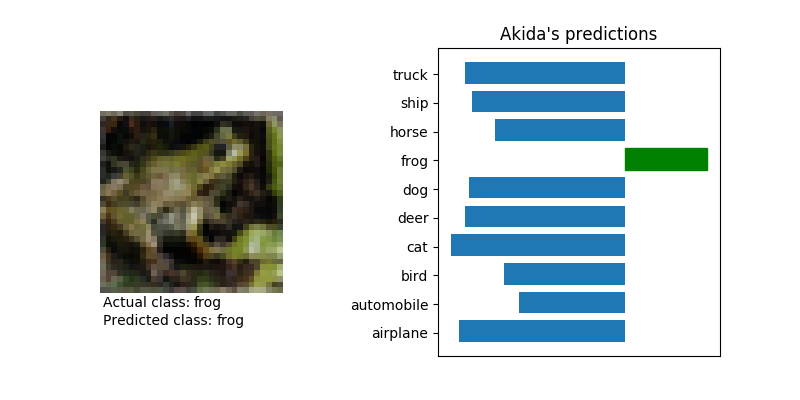 Akida's predictions
truck
ship
horse
frog
dog
deer
cat
bird
automobile
airplane
Actual class: frog
Predicted class: frog